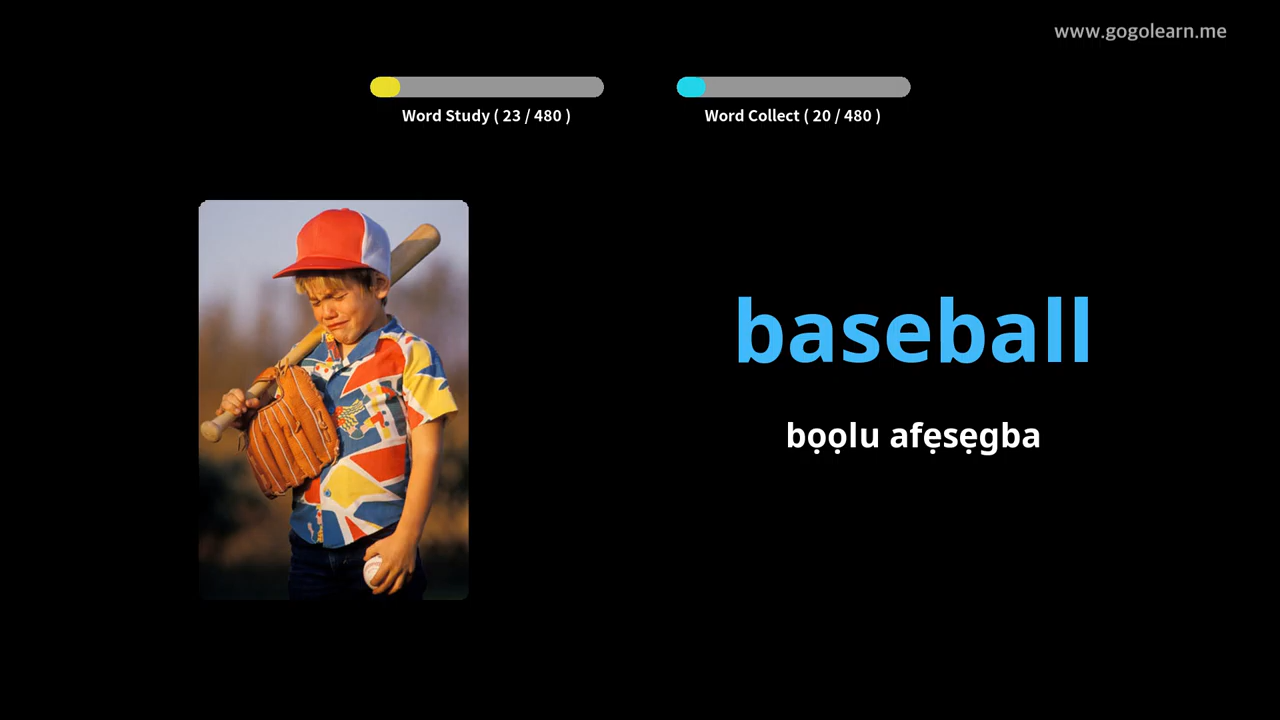 www.gogolearn.me
Word Study ( 23 / 480 )
Word Collect ( 20 / 480 )
baseball
bọọlu afẹsẹgba